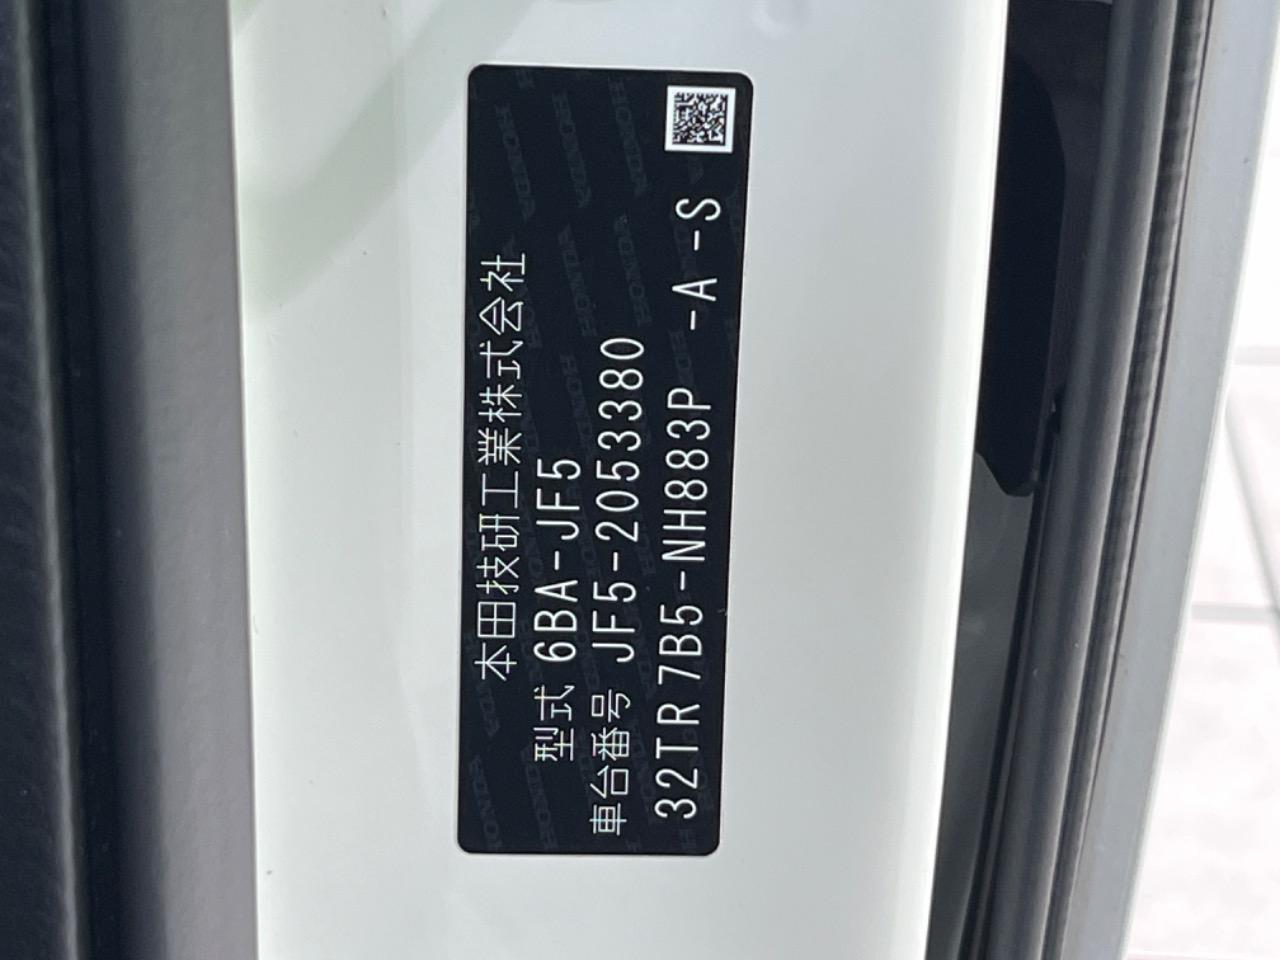 本田技研工業株式会社
型式 6BA-JF5
車台番号 JF5-2053380
32TR 7B5-NH883P -A -S